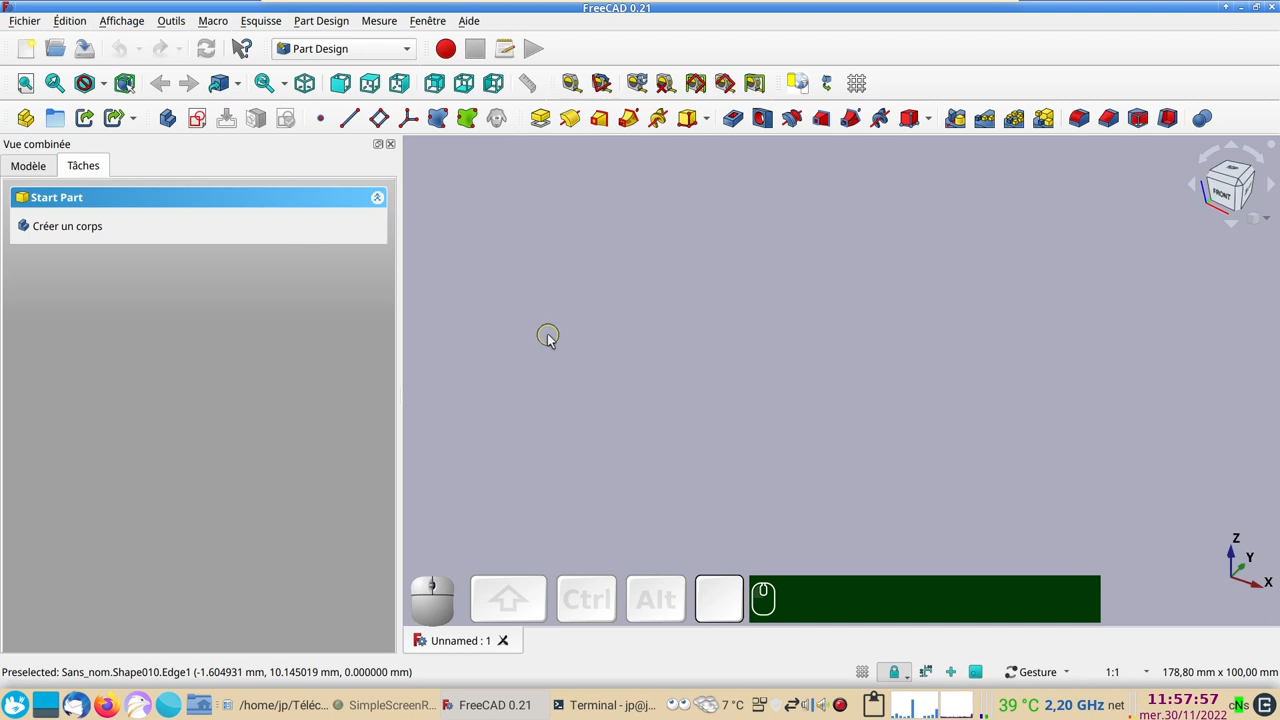 FreeCAD 0.21
Fichier Édition Affichage Outils Macro Esquisse Part Design Mesure Fenêtre Aide
Part Design
Vue combinée
Modèle Tâches
Start Part
Créer un corps
FRONT
Z
Y
X
Ctrl Alt
Unnamed : 1
Preselected: Sans_nom.Shape010.Edge1 (-1.604931 mm, 10.145019 mm, 0.000000 mm) Gesture 1:1 178,80 mm x 100,00 mm
/home/jp/Téléc... SimpleScreenR... FreeCAD 0.21 Terminal - jp@j... 7 °C 39 °C 2,20 GHz net 11:57:57 cNs
mer.30/11/2022